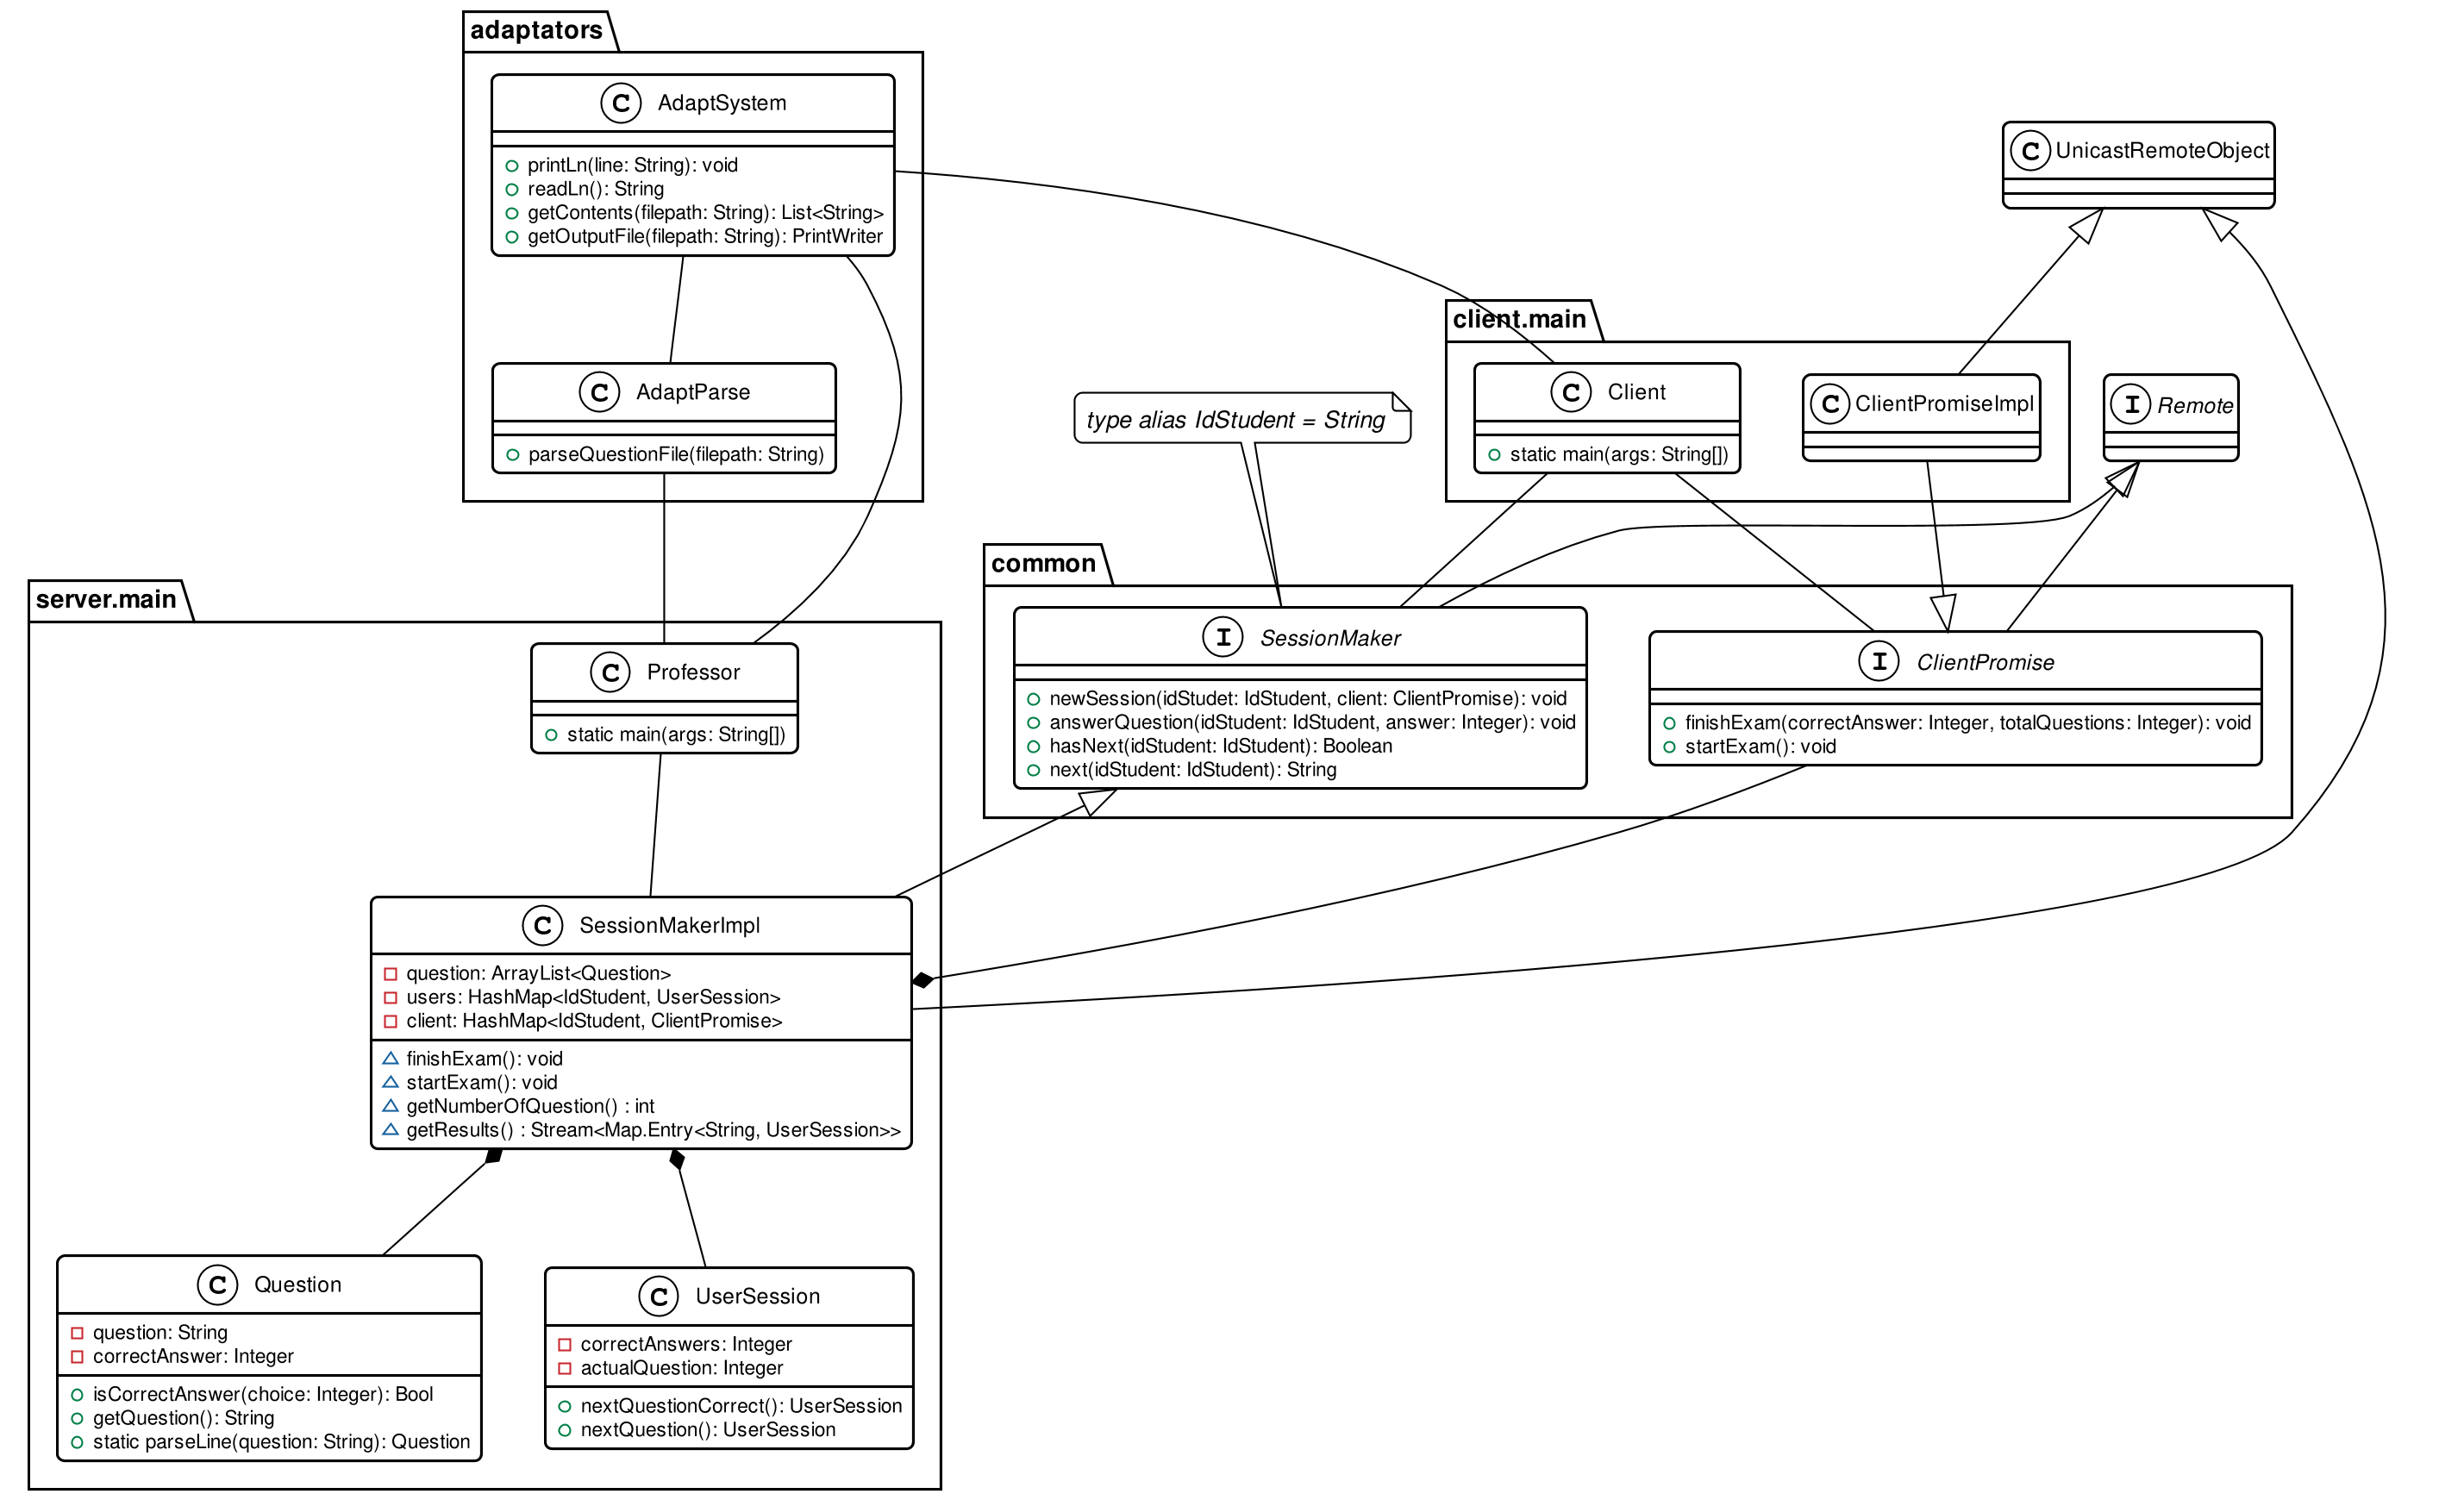 adaptators
C AdaptSystem
printLn(line: String): void
readLn(): String
getContents(filepath: String): List<String>
getOutputFile(filepath: String): PrintWriter
C AdaptParse
parseQuestionFile(filepath: String)
C UnicastRemoteObject
client.main
C Client
static main(args: String[])
C ClientPromiseImpl
I Remote
type alias IdStudent = String
common
I SessionMaker
newSession(idStudet: IdStudent, client: ClientPromise): void
answerQuestion(idStudent: IdStudent, answer: Integer): void
hasNext(idStudent: IdStudent): Boolean
next(idStudent: IdStudent): String
I ClientPromise
finishExam(correctAnswer: Integer, totalQuestions: Integer): void
startExam(): void
server.main
C Professor
static main(args: String[])
C SessionMakerImpl
question: ArrayList<Question>
users: HashMap<IdStudent, UserSession>
client: HashMap<IdStudent, ClientPromise>
finishExam(): void
startExam(): void
getNumberOfQuestion() : int
getResults() : Stream<Map.Entry<String, UserSession>>
C Question
question: String
correctAnswer: Integer
isCorrectAnswer(choice: Integer): Bool
getQuestion(): String
static parseLine(question: String): Question
C UserSession
correctAnswers: Integer
actualQuestion: Integer
nextQuestionCorrect(): UserSession
nextQuestion(): UserSession